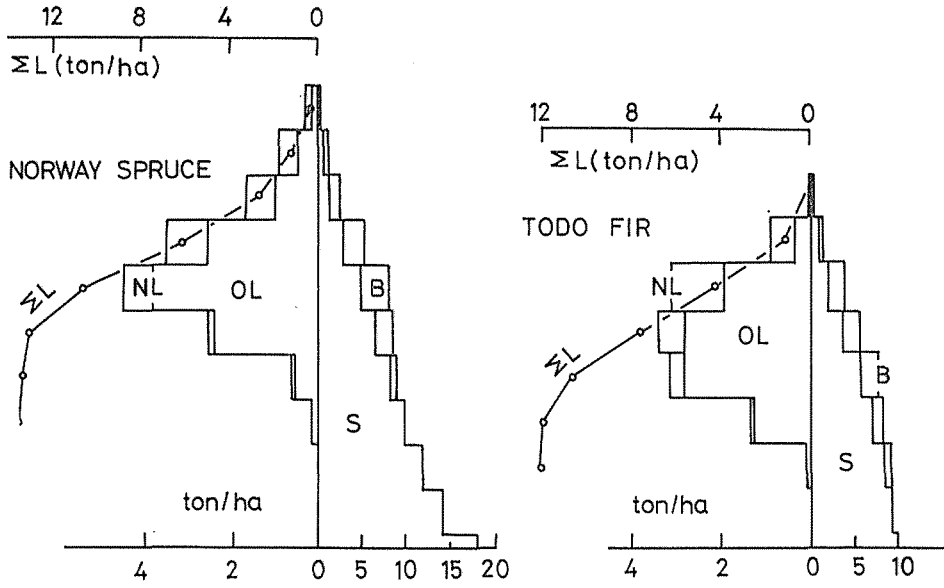 12 8 4 0
ΣL(ton/ha)
NORWAY SPRUCE
NL
OL
B
ΣL
S
ton/ha
4 2 0 5 10 15 20
12 8 4 0
ΣL(ton/ha)
TODO FIR
NL
OL
ΣL
B
S
ton/ha
4 2 0 5 10